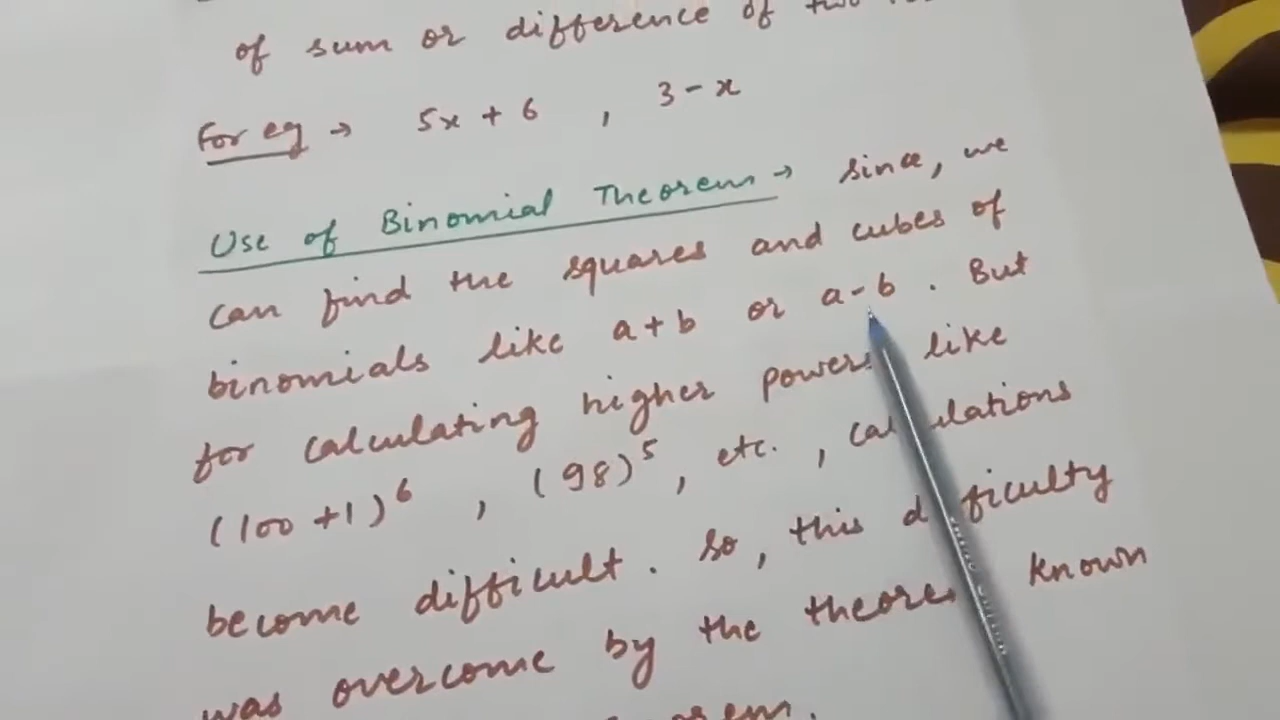 of sum or difference of two
For eg → 5x + 6 , 3 - x
Use of Binomial Theorem → since, we
can find the squares and cubes of
binomials like a + b or a - b . But
for calculating higher powers like
(100 + 1)⁶ , (98)⁵ , etc. , calculations
become difficult . So , this difficulty
was overcome by the theorem known